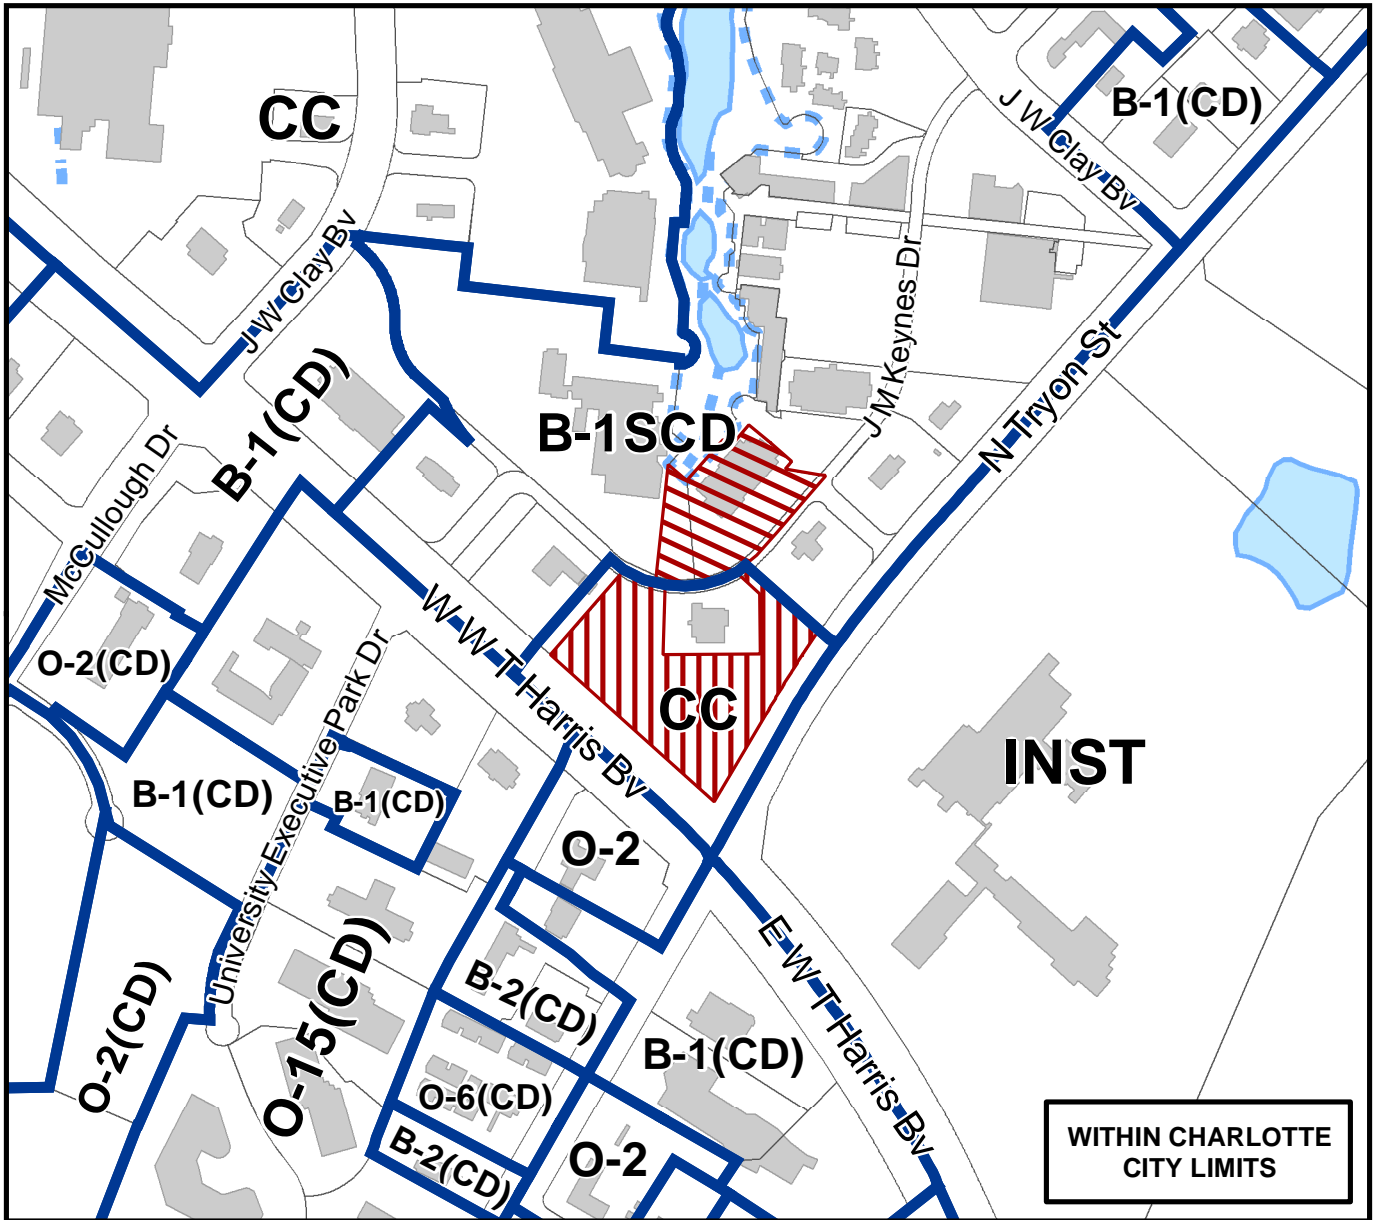 CC
B-1(CD)
J W Clay Bv
J W Clay Bv
J M Keynes Dr
N Tryon St
B-1(CD)
B-1SCD
McCullough Dr
W W T Harris Bv
O-2(CD)
University Executive Park Dr
CC
INST
B-1(CD)
B-1(CD)
O-2
E W T Harris Bv
B-2(CD)
O-15(CD)
O-2(CD)
B-1(CD)
O-6(CD)
B-2(CD)
O-2
WITHIN CHARLOTTE
CITY LIMITS